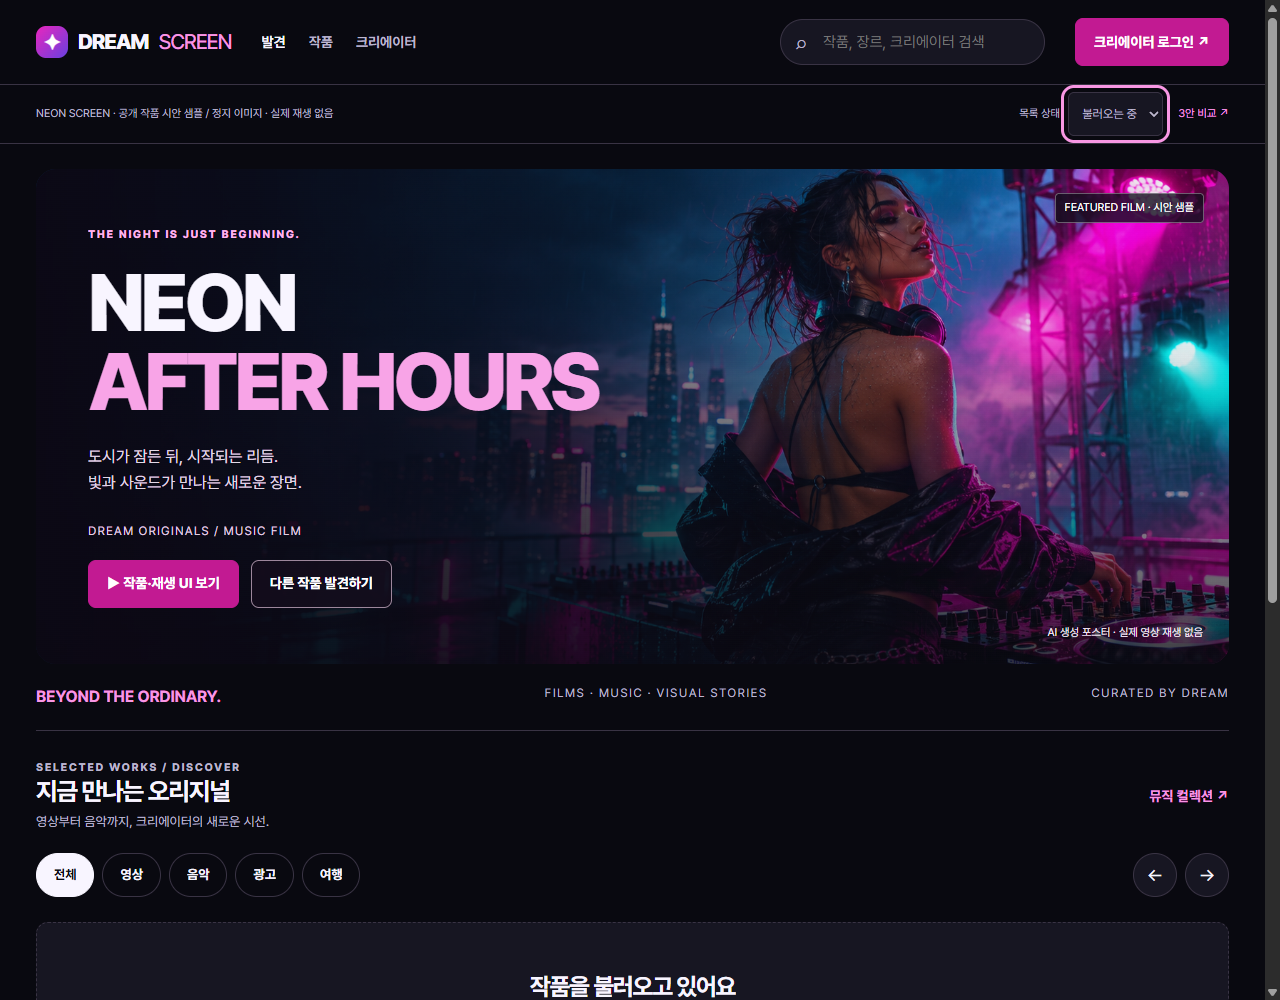 DREAM SCREEN
발견
작품
크리에이터
작품, 장르, 크리에이터 검색
크리에이터 로그인 ↗
NEON SCREEN · 공개 작품 시안 샘플 / 정지 이미지 · 실제 재생 없음
목록 상태
불러오는 중
3안 비교 ↗
FEATURED FILM · 시안 샘플
THE NIGHT IS JUST BEGINNING.
NEON
AFTER HOURS
도시가 잠든 뒤, 시작되는 리듬.
빛과 사운드가 만나는 새로운 장면.
DREAM ORIGINALS / MUSIC FILM
▶ 작품·재생 UI 보기
다른 작품 발견하기
AI 생성 포스터 · 실제 영상 재생 없음
BEYOND THE ORDINARY.
FILMS · MUSIC · VISUAL STORIES
CURATED BY DREAM
SELECTED WORKS / DISCOVER
지금 만나는 오리지널
영상부터 음악까지, 크리에이터의 새로운 시선.
뮤직 컬렉션 ↗
전체
영상
음악
광고
여행
← →
작품을 불러오고 있어요